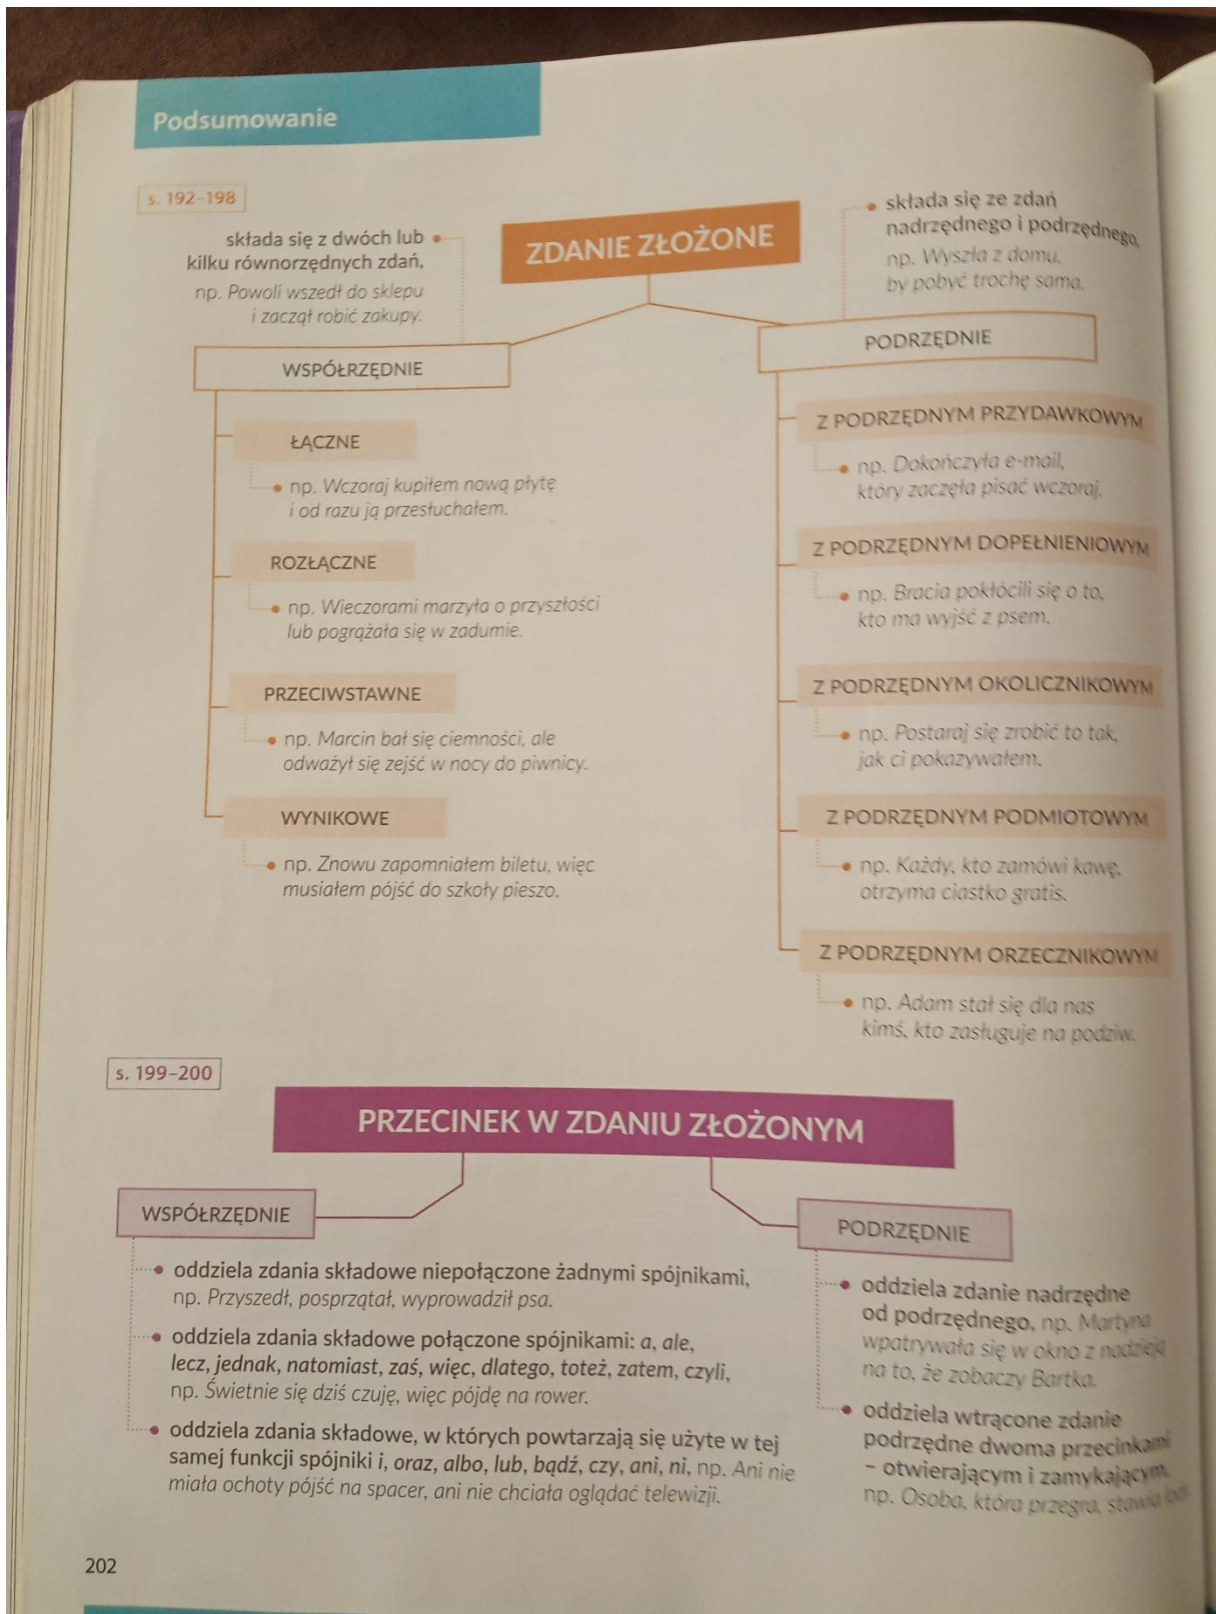 Podsumowanie
s. 192–198
składa się z dwóch lub
kilku równorzędnych zdań,
np. Powoli wszedł do sklepu
i zaczął robić zakupy.
ZDANIE ZŁOŻONE
składa się ze zdań
nadrzędnego i podrzędnego,
np. Wyszła z domu,
by pobyć trochę sama.
WSPÓŁRZĘDNIE
ŁĄCZNE
np. Wczoraj kupiłem nową płytę
i od razu ją przesłuchałem.
ROZŁĄCZNE
np. Wieczorami marzyła o przyszłości
lub pogrążała się w zadumie.
PRZECIWSTAWNE
np. Marcin bał się ciemności, ale
odważył się zejść w nocy do piwnicy.
WYNIKOWE
np. Znowu zapomniałem biletu, więc
musiałem pójść do szkoły pieszo.
PODRZĘDNIE
Z PODRZĘDNYM PRZYDAWKOWYM
np. Dokończyła e-mail,
który zaczęła pisać wczoraj.
Z PODRZĘDNYM DOPEŁNIENIOWYM
np. Bracia pokłócili się o to,
kto ma wyjść z psem.
Z PODRZĘDNYM OKOLICZNIKOWYM
np. Postaraj się zrobić to tak,
jak ci pokazywałem.
Z PODRZĘDNYM PODMIOTOWYM
np. Każdy, kto zamówi kawę,
otrzyma ciastko gratis.
Z PODRZĘDNYM ORZECZNIKOWYM
np. Adam stał się dla nas
kimś, kto zasługuje na podziw.
s. 199–200
PRZECINEK W ZDANIU ZŁOŻONYM
WSPÓŁRZĘDNIE
oddziela zdania składowe niepołączone żadnymi spójnikami,
np. Przyszedł, posprzątał, wyprowadził psa.
oddziela zdania składowe połączone spójnikami: a, ale,
lecz, jednak, natomiast, zaś, więc, dlatego, toteż, zatem, czyli,
np. Świetnie się dziś czuję, więc pójdę na rower.
oddziela zdania składowe, w których powtarzają się użyte w tej
samej funkcji spójniki i, oraz, albo, lub, bądź, czy, ani, ni, np. Ani nie
miała ochoty pójść na spacer, ani nie chciała oglądać telewizji.
PODRZĘDNIE
oddziela zdanie nadrzędne
od podrzędnego, np. Martyna
wpatrywała się w okno z nadzieją
na to, że zobaczy Bartka.
oddziela wtrącone zdanie
podrzędne dwoma przecinkami
– otwierającym i zamykającym,
np. Osoba, która przegra, stawia
202